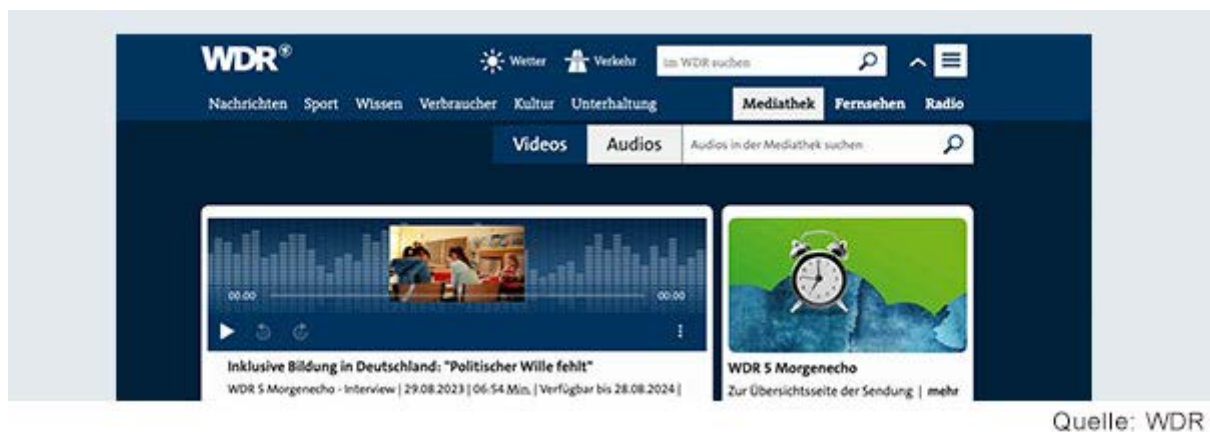 WDR
Wetter Verkehr Im WDR suchen
Nachrichten Sport Wissen Verbraucher Kultur Unterhaltung Mediathek Fernsehen Radio
Videos Audios Audios in der Mediathek suchen
00:00 00:00
Inklusive Bildung in Deutschland: "Politischer Wille fehlt"
WDR 5 Morgenecho - Interview | 29.08.2023 | 06:54 Min. | Verfügbar bis 28.08.2024 |
WDR 5 Morgenecho
Zur Übersichtsseite der Sendung | mehr
Quelle: WDR